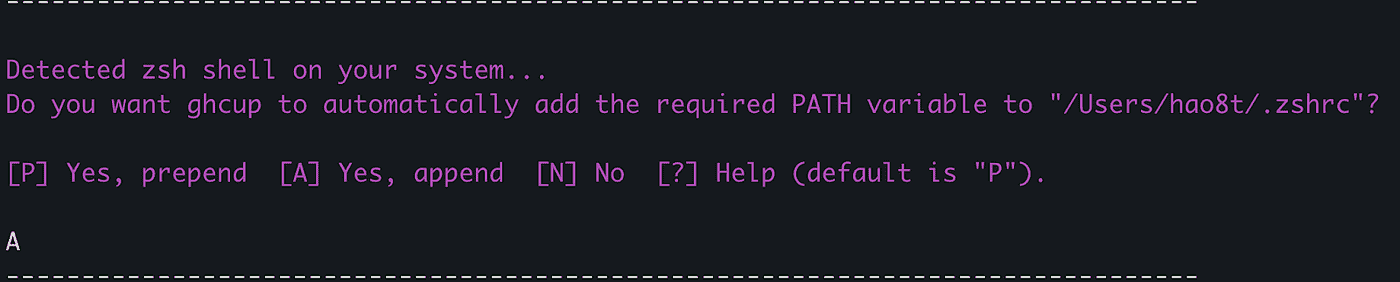 --------------------------------------------------------------------------------
Detected zsh shell on your system...
Do you want ghcup to automatically add the required PATH variable to "/Users/hao8t/.zshrc"?
[P] Yes, prepend  [A] Yes, append  [N] No  [?] Help (default is "P").
A
--------------------------------------------------------------------------------